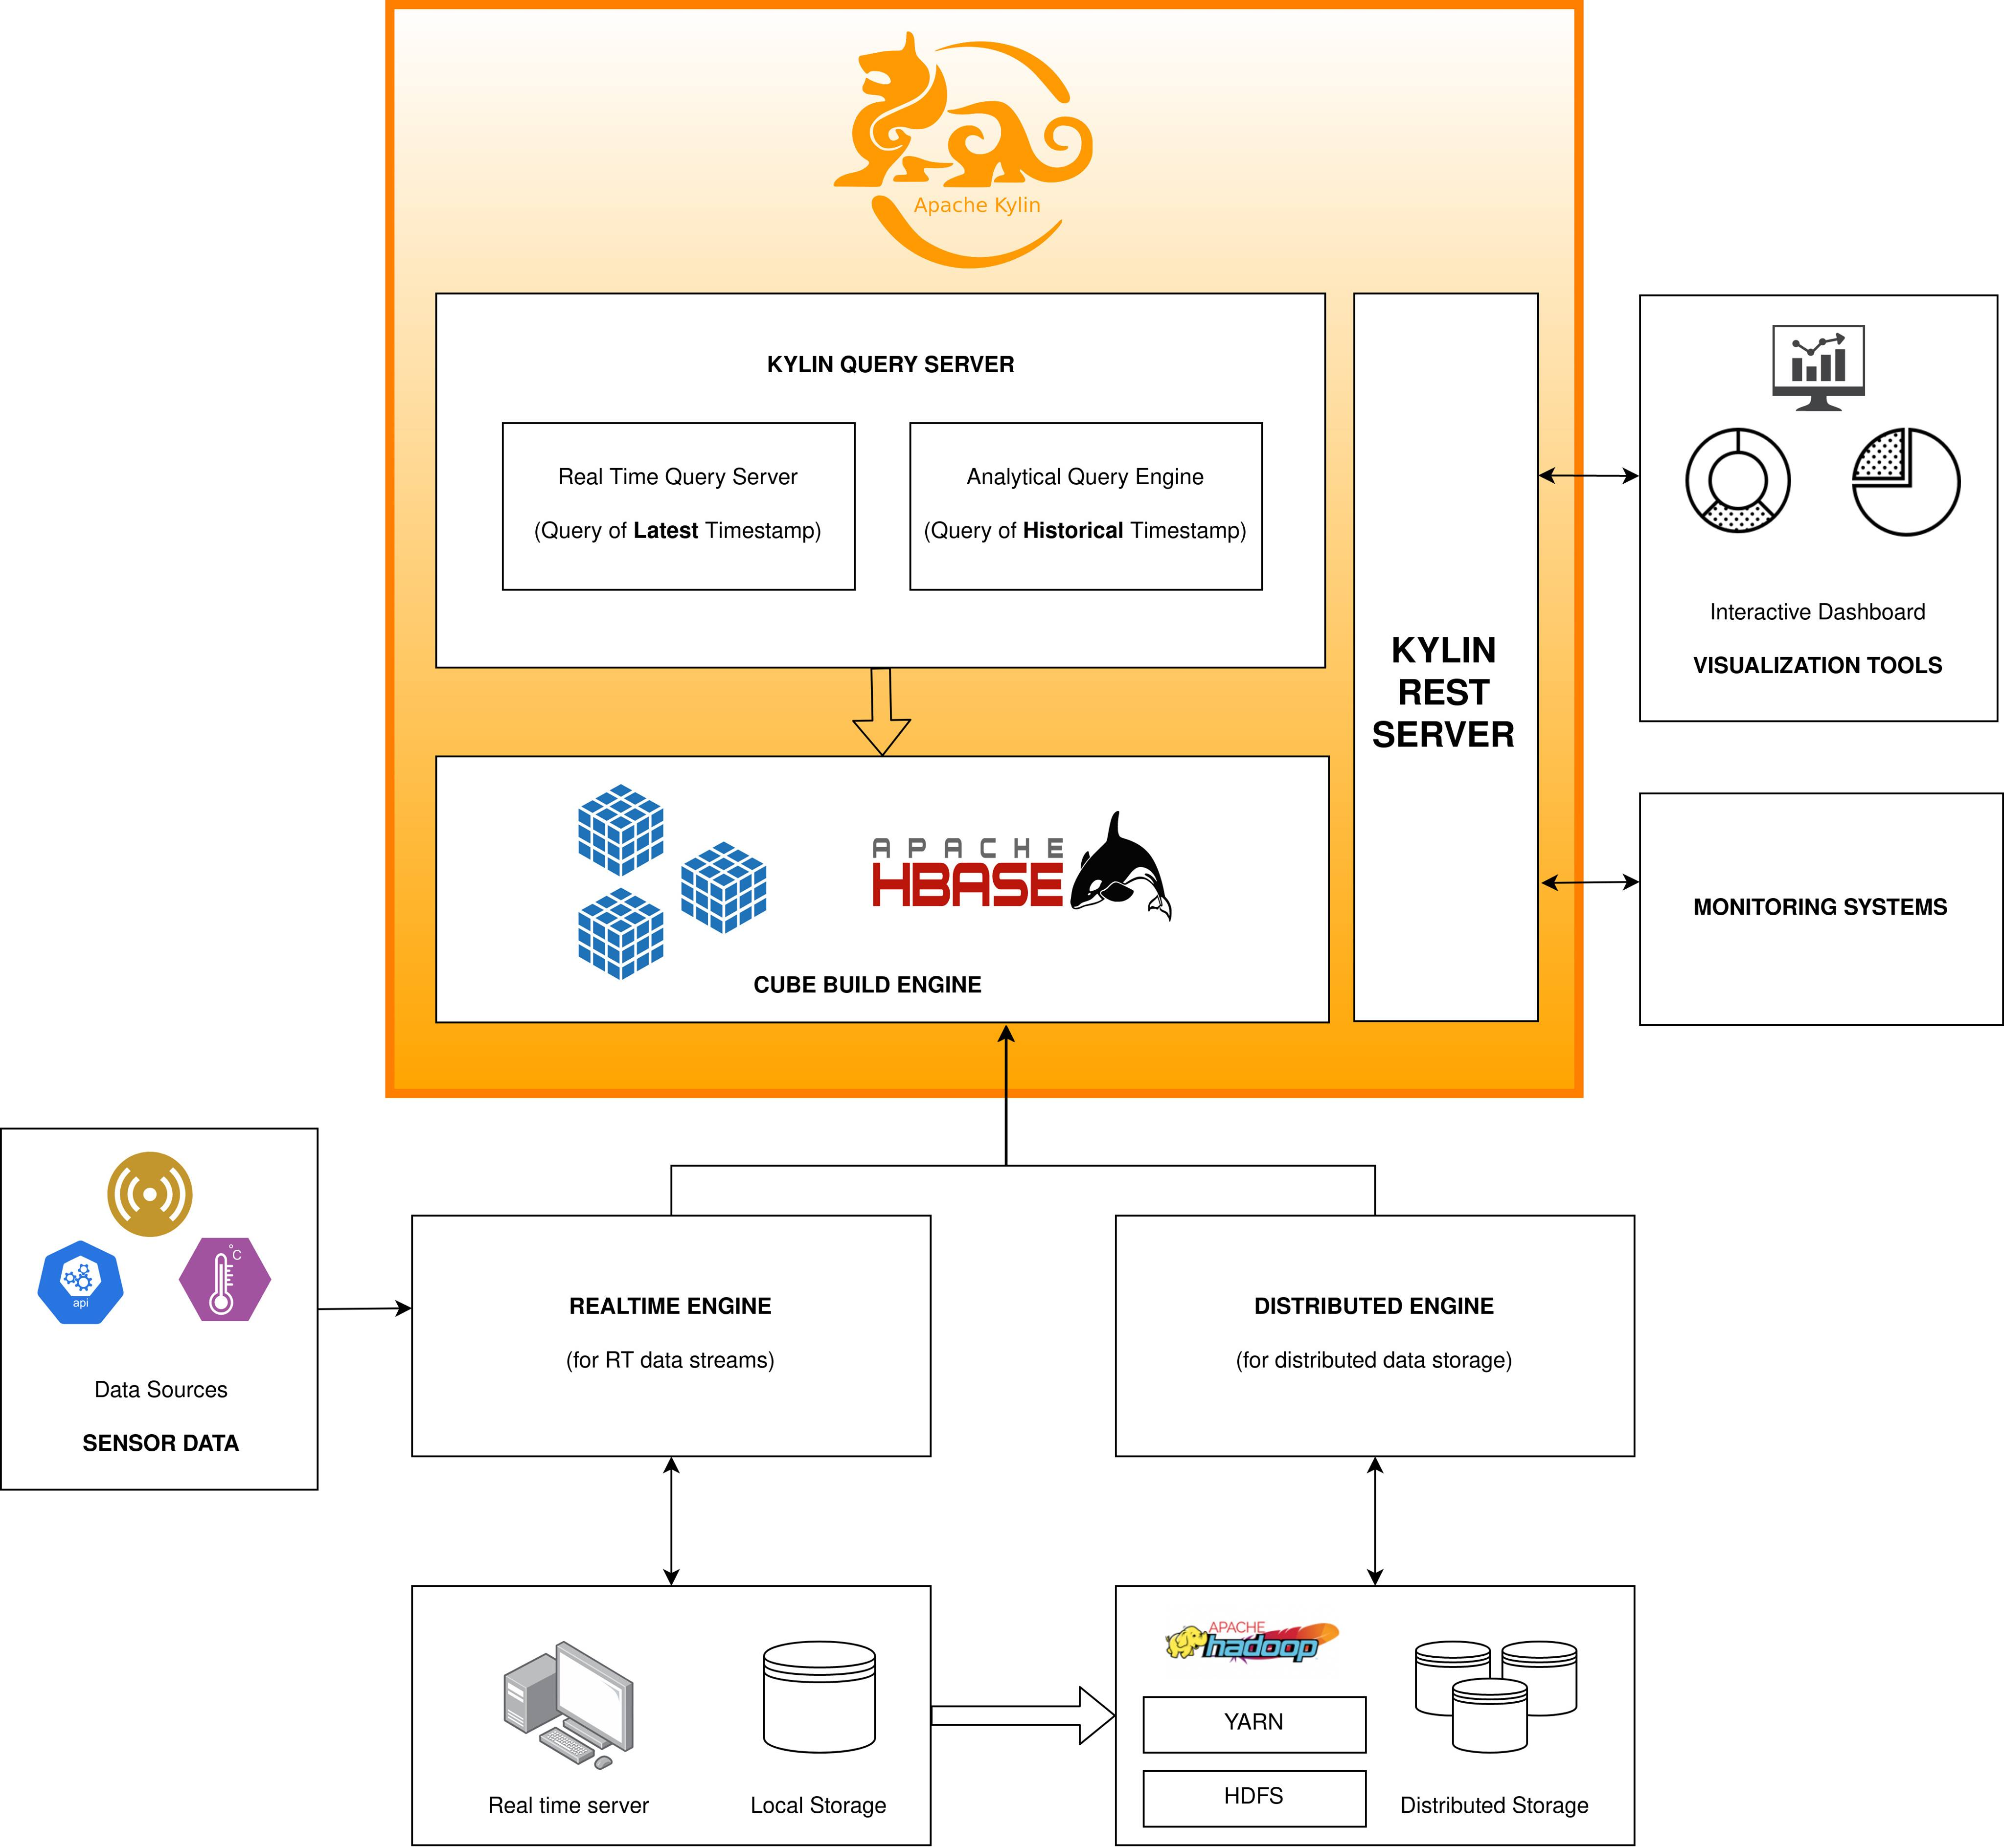 Apache Kylin
KYLIN QUERY SERVER
Real Time Query Server
(Query of Latest Timestamp)
Analytical Query Engine
(Query of Historical Timestamp)
KYLIN
REST
SERVER
Interactive Dashboard
VISUALIZATION TOOLS
APACHE
HBASE
CUBE BUILD ENGINE
MONITORING SYSTEMS
°C
api
Data Sources
SENSOR DATA
REALTIME ENGINE
(for RT data streams)
DISTRIBUTED ENGINE
(for distributed data storage)
Real time server
Local Storage
APACHE
hadoop
YARN
HDFS
Distributed Storage